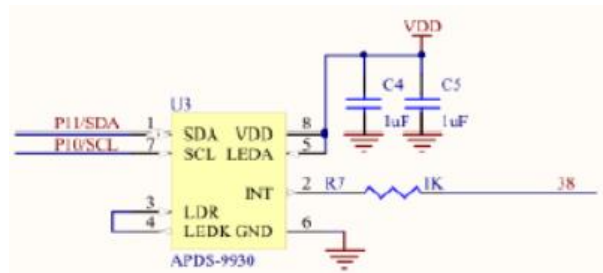 VDD
C4 C5
1uF 1uF
U3
P11/SDA 1 SDA VDD 8
P10/SCL 7 SCL LEDA 5
INT 2 R7 1K 38
3 LDR
4 LEDK GND 6
APDS-9930